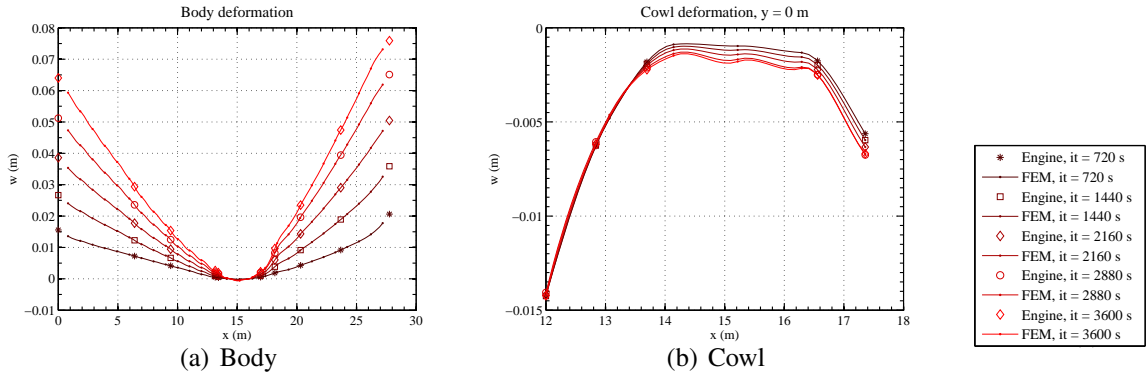 Body deformation
0.08
0.07
0.06
0.05
0.04
0.03
0.02
0.01
0
−0.01
w (m)
0 5 10 15 20 25 30
x (m)
(a) Body
Cowl deformation, y = 0 m
0
−0.005
−0.01
−0.015
w (m)
12 13 14 15 16 17 18
x (m)
(b) Cowl
Engine, it = 720 s
FEM, it = 720 s
Engine, it = 1440 s
FEM, it = 1440 s
Engine, it = 2160 s
FEM, it = 2160 s
Engine, it = 2880 s
FEM, it = 2880 s
Engine, it = 3600 s
FEM, it = 3600 s